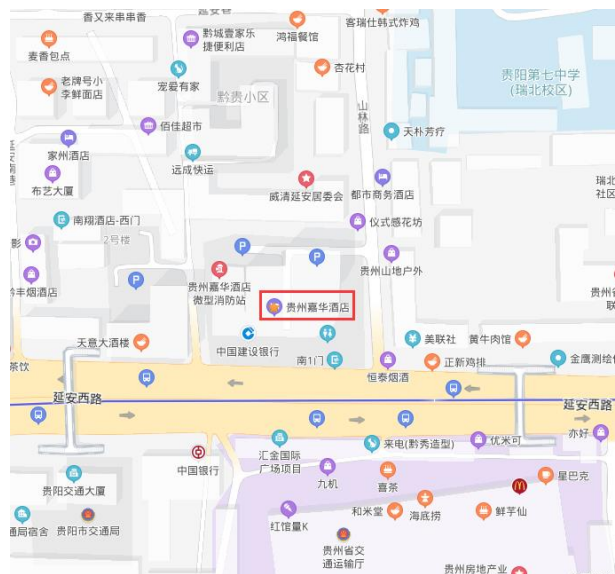 香又来串串香
延安巷
客瑞仕韩式炸鸡
黔城壹家乐
捷便利店
鸿福餐馆
麦香包点
杏花村
贵阳第七中学
(瑞北校区)
老牌号小
李鲜面店
宠爱有家
黔贵小区
山林路
佰佳超市
天朴芳疗
家州酒店
远成快运
布艺大厦
威清延安居委会
都市商务酒店
瑞北
社区
南翔酒店-西门
仪式感花坊
2号楼
影
贵州山地户外
贵州嘉华酒店
微型消防站
贵州嘉华酒店
丰烟酒店
贵州省
联
天意大酒楼
中国建设银行
南1门
美联社
黄牛肉馆
茶饮
恒泰烟酒
正新鸡排
金鹰测绘
延安西路
延安西路
汇金国际
广场项目
来电(黔秀造型)
优米可
亦好
中国银行
九机
喜茶
星巴克
贵阳交通大厦
和米堂
海底捞
鲜芋仙
红馆量K
通局宿舍
贵阳市交通局
贵州省交
通运输厅
贵州房地产业